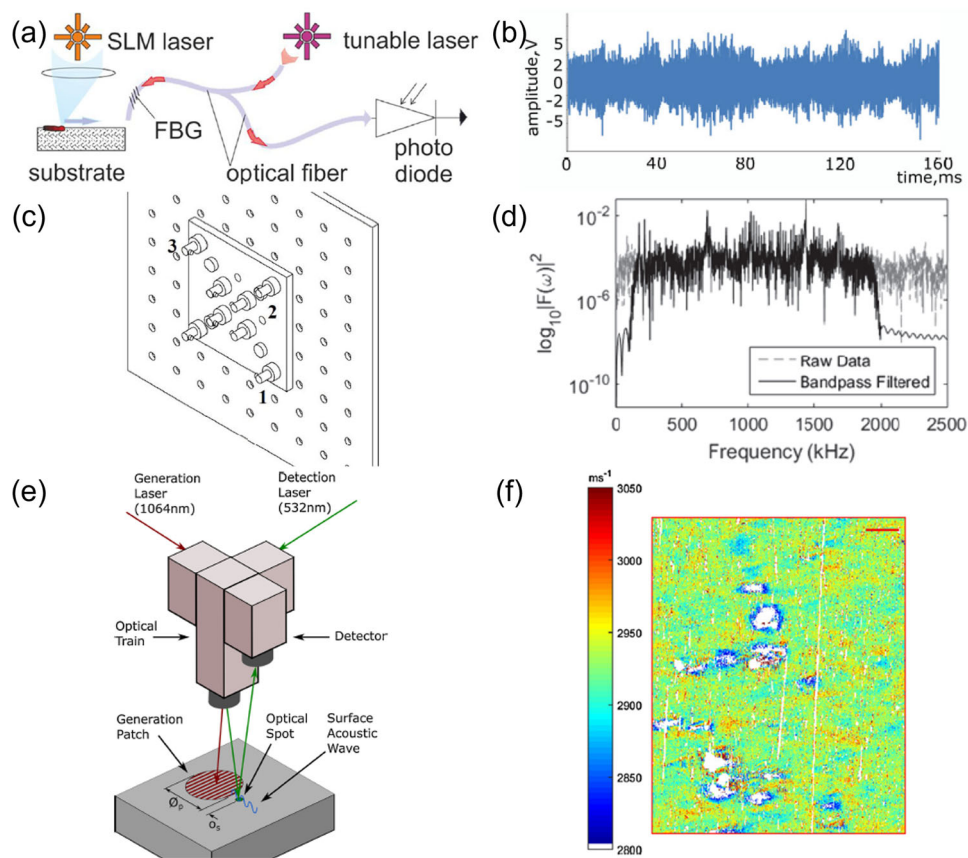 (a)
SLM laser
tunable laser
FBG
substrate
optical fiber
photo
diode
(b)
amplitude,V
5
2
0
-2
-5
0
40
80
120
160
time,ms
(c)
3
2
1
(d)
log10|F(ω)|²
10⁻²
10⁻⁶
10⁻¹⁰
Raw Data
Bandpass Filtered
0
500
1000
1500
2000
2500
Frequency (kHz)
(e)
Generation
Laser
(1064nm)
Detection
Laser
(532nm)
Optical
Train
Detector
Generation
Patch
Optical
Spot
Surface
Acoustic
Wave
Øp
os
(f)
ms⁻¹
3050
3000
2950
2900
2850
2800